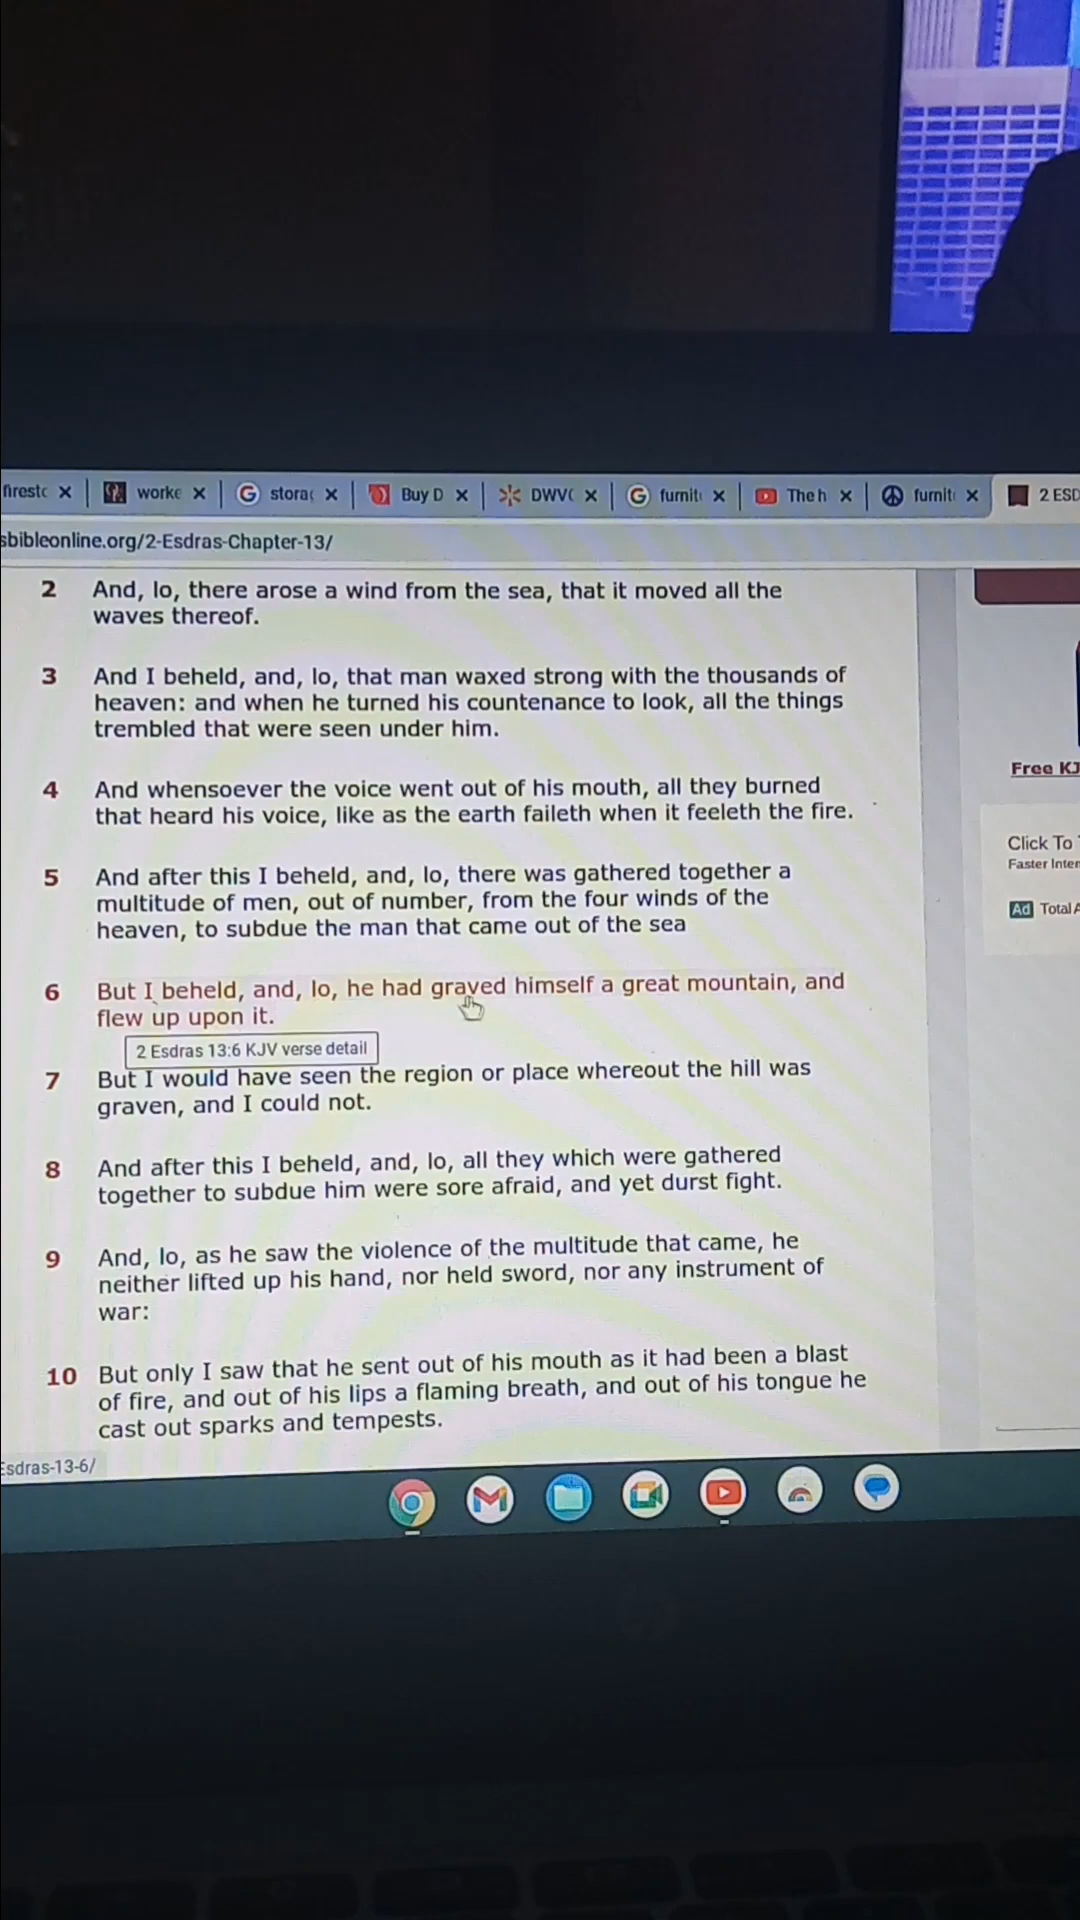 firestc
worke
storag
Buy D
DWVC
furnit
The h
furnit
2 ESD
sbibleonline.org/2-Esdras-Chapter-13/
2 And, lo, there arose a wind from the sea, that it moved all the
waves thereof.
3 And I beheld, and, lo, that man waxed strong with the thousands of
heaven: and when he turned his countenance to look, all the things
trembled that were seen under him.
4 And whensoever the voice went out of his mouth, all they burned
that heard his voice, like as the earth faileth when it feeleth the fire.
5 And after this I beheld, and, lo, there was gathered together a
multitude of men, out of number, from the four winds of the
heaven, to subdue the man that came out of the sea
6 But I beheld, and, lo, he had graved himself a great mountain, and
flew up upon it.
2 Esdras 13:6 KJV verse detail
7 But I would have seen the region or place whereout the hill was
graven, and I could not.
8 And after this I beheld, and, lo, all they which were gathered
together to subdue him were sore afraid, and yet durst fight.
9 And, lo, as he saw the violence of the multitude that came, he
neither lifted up his hand, nor held sword, nor any instrument of
war:
10 But only I saw that he sent out of his mouth as it had been a blast
of fire, and out of his lips a flaming breath, and out of his tongue he
cast out sparks and tempests.
Esdras-13-6/
Free KJ
Click To
Faster Inter
Ad Total A